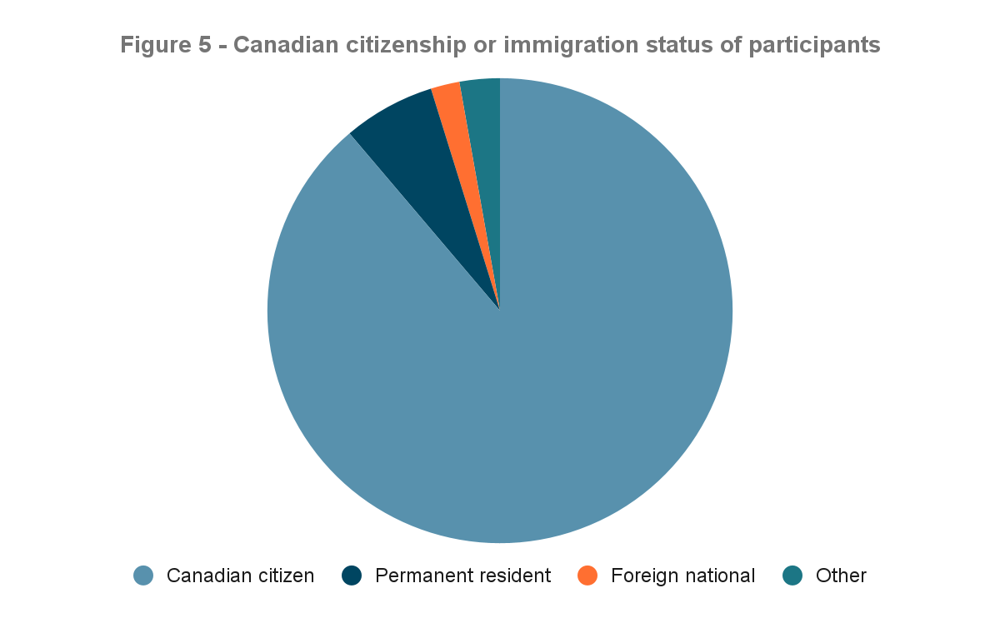 Figure 5 - Canadian citizenship or immigration status of participants
Canadian citizen Permanent resident Foreign national Other